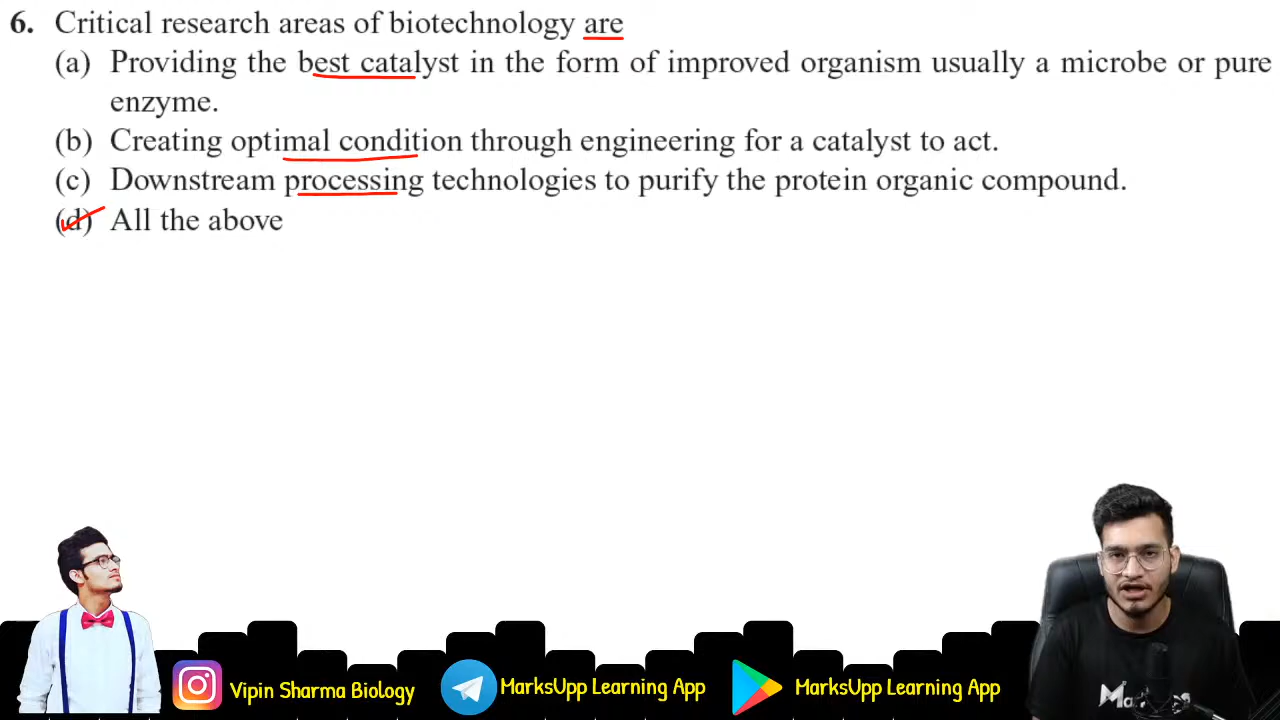 6. Critical research areas of biotechnology are
(a) Providing the best catalyst in the form of improved organism usually a microbe or pure
enzyme.
(b) Creating optimal condition through engineering for a catalyst to act.
(c) Downstream processing technologies to purify the protein organic compound.
(d) All the above
Vipin Sharma Biology
MarksUpp Learning App
MarksUpp Learning App